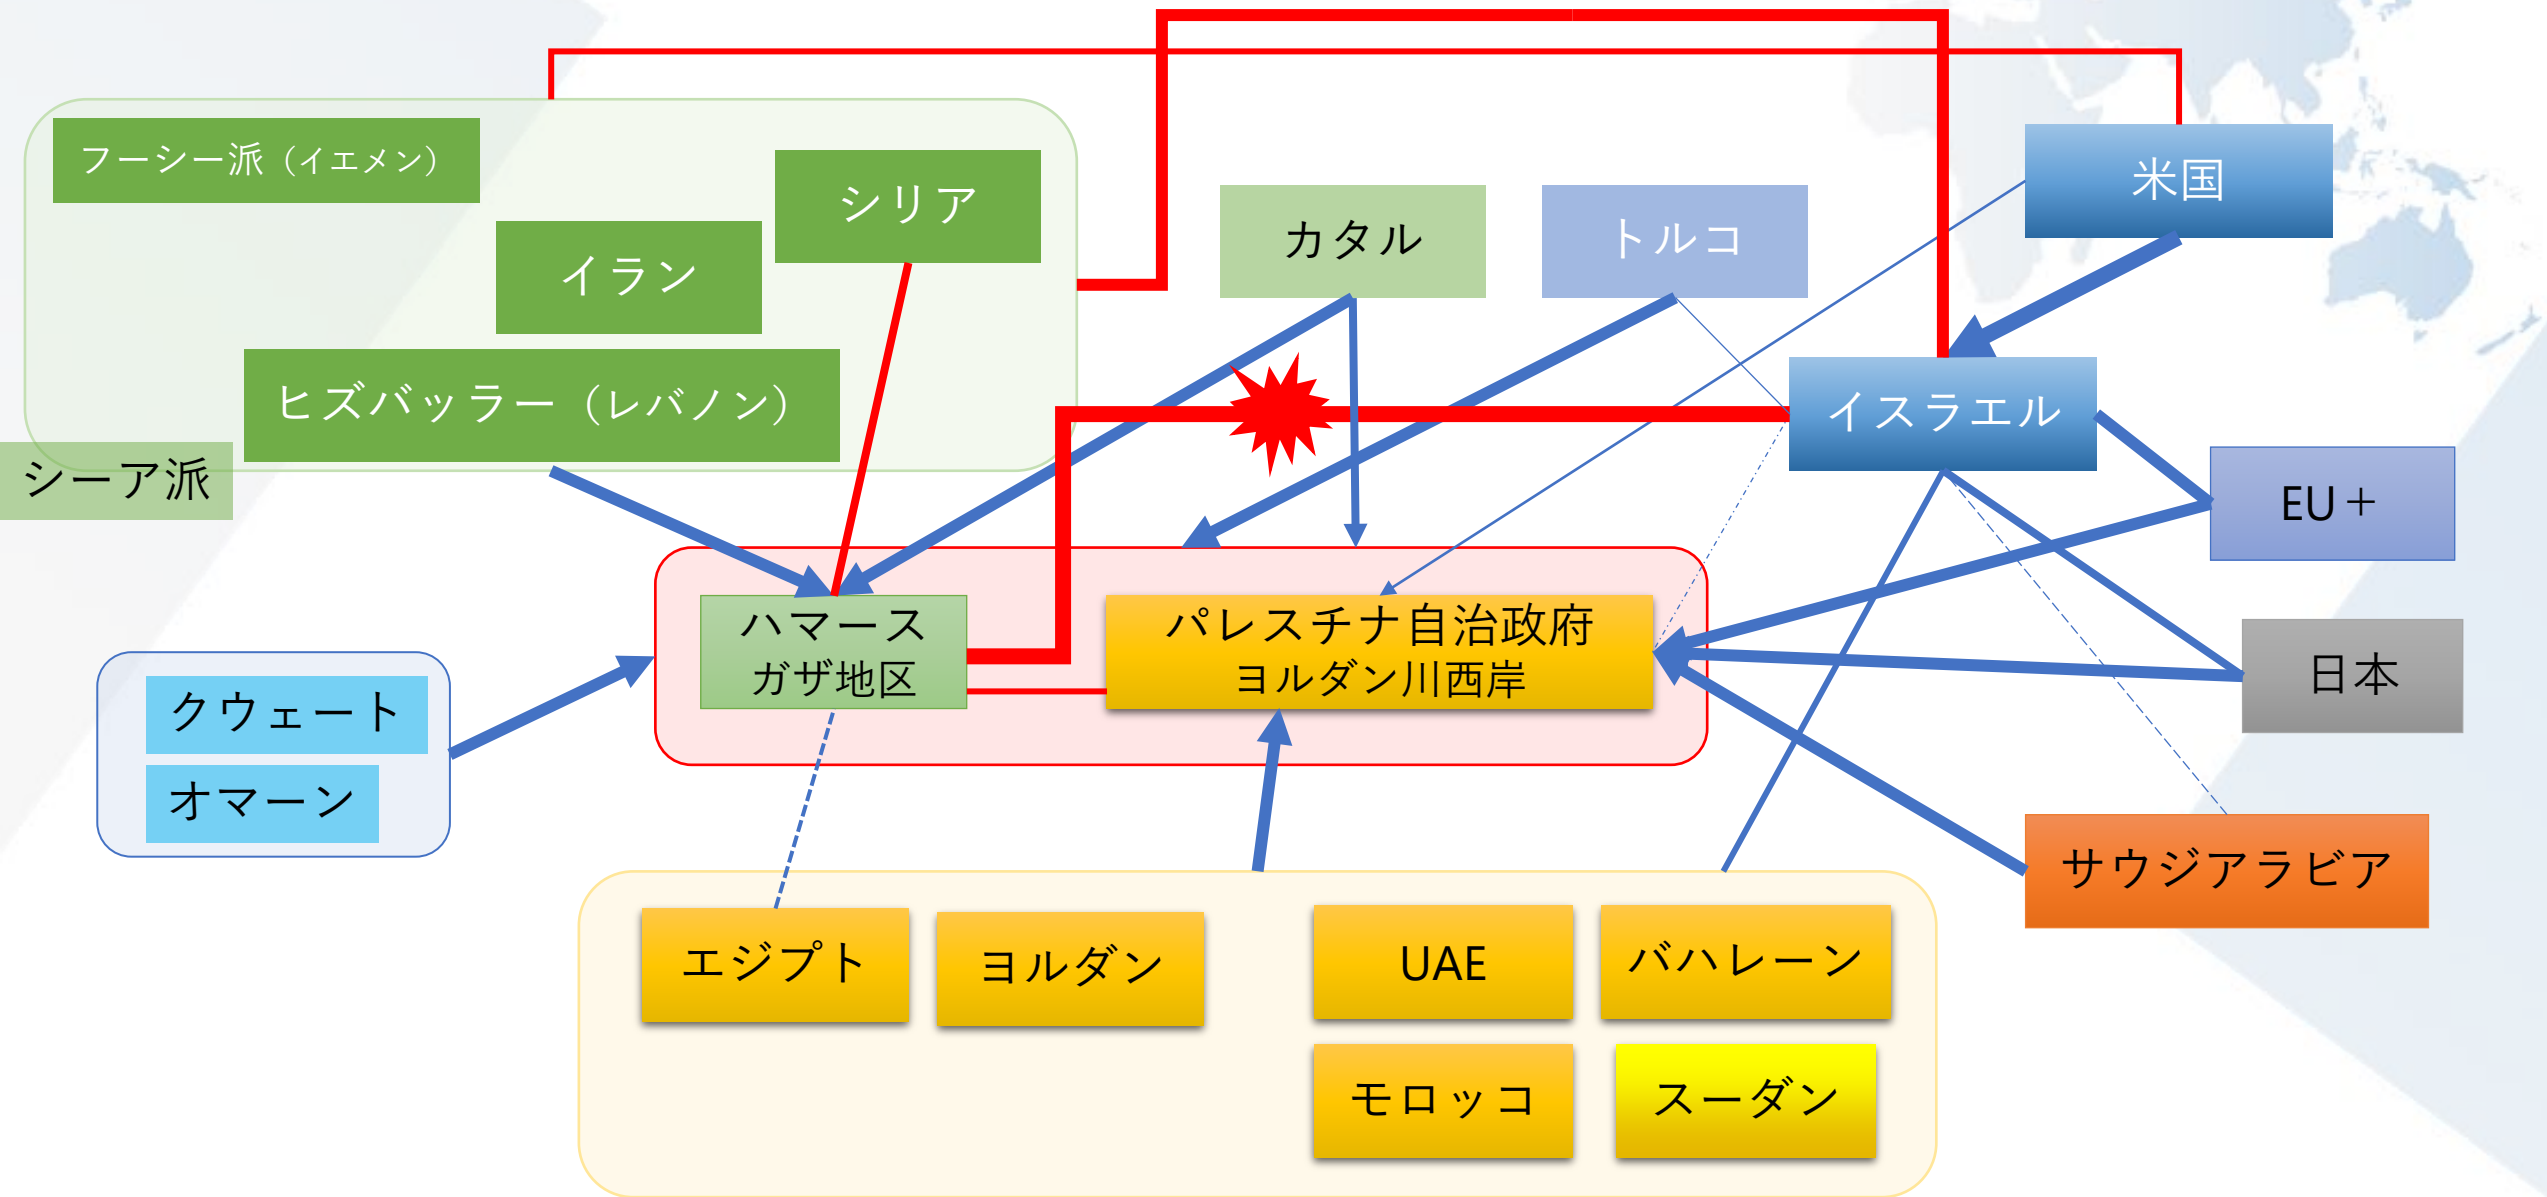 フーシー派（イエメン）
シリア
イラン
ヒズバッラー（レバノン）
シーア派
カタル
トルコ
米国
イスラエル
EU＋
ハマース
ガザ地区
パレスチナ自治政府
ヨルダン川西岸
日本
クウェート
オマーン
サウジアラビア
エジプト
ヨルダン
UAE
バハレーン
モロッコ
スーダン